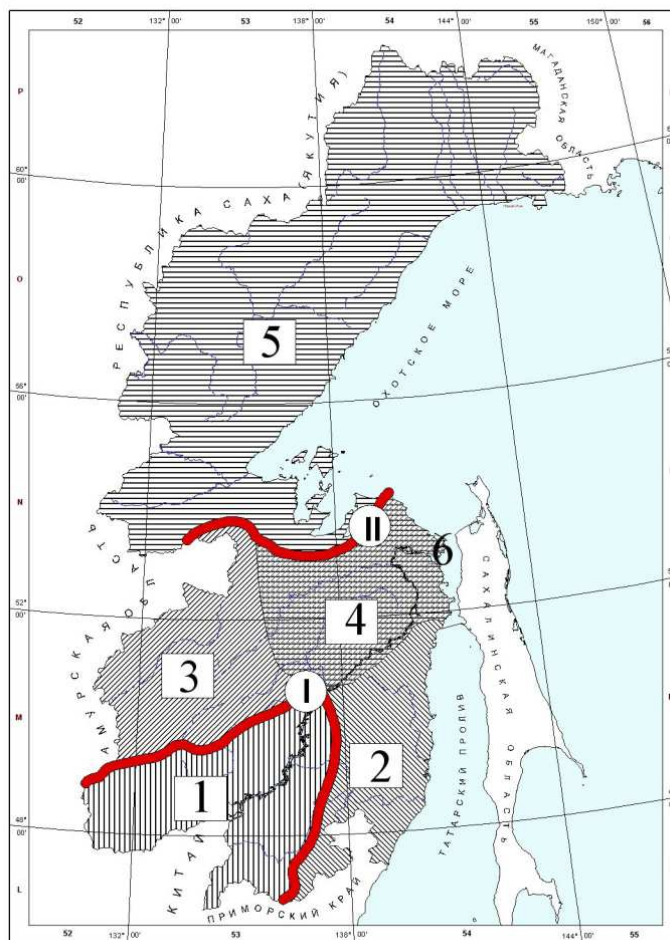 52 132° 00' 53 138° 00' 54 144° 00' 55 150° 00' 56
P
МАГАДАНСКАЯ ОБЛАСТЬ
60° 00'
РЕСПУБЛИКА САХА (ЯКУТИЯ)
O
5
ОХОТСКОЕ МОРЕ
56° 00'
N
II
6
АМУРСКАЯ ОБЛАСТЬ
52° 00'
4
САХАЛИНСКАЯ ОБЛАСТЬ
3
I
M
2
ТАТАРСКИЙ ПРОЛИВ
1
48° 00'
КИТАЙ
L
ПРИМОРСКИЙ КРАЙ
52 132° 00' 53 138° 00' 54 144° 00'